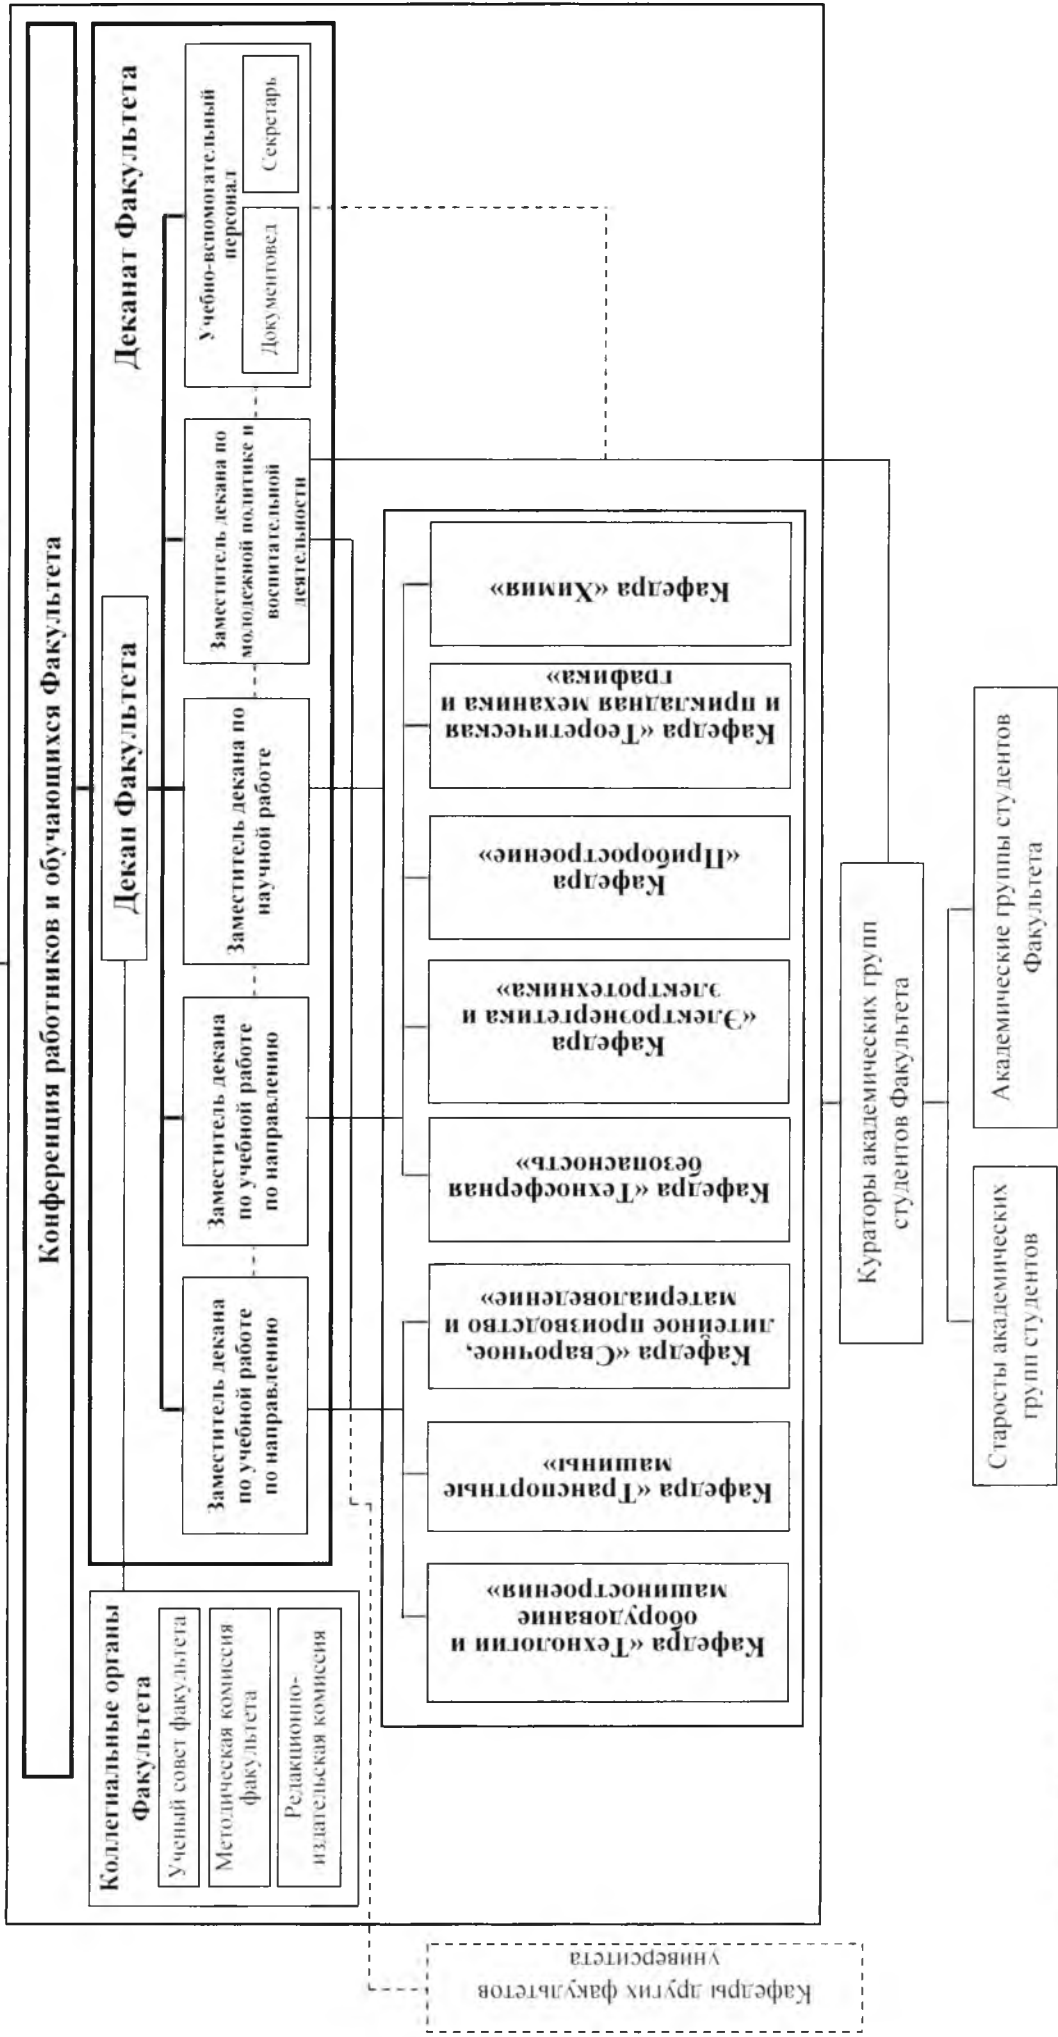 Конференция работников и обучающихся Факультета
Коллегиальные органы
Факультета
Ученый совет факультета
Методическая комиссия
факультета
Редакционно-
издательская комиссия
Декан Факультета
Деканат Факультета
Заместитель декана
по учебной работе
по направлению
Заместитель декана
по учебной работе
по направлению
Заместитель декана по
научной работе
Заместитель декана по
молодежной политике и
воспитательной
деятельности
Учебно-вспомогательный
персонал
Документовед
Секретарь
Кафедры других факультетов
университета
Кафедра «Технологии и
оборудование
машиностроения»
Кафедра «Транспортные
машины»
Кафедра «Сварочное,
литейное производство и
материаловедение»
Кафедра «Техносферная
безопасность»
Кафедра
«Электроэнергетика и
электротехника»
Кафедра
«Приборостроение»
Кафедра «Теоретическая
и прикладная механика и
графика»
Кафедра «Химия»
Кураторы академических групп
студентов Факультета
Старосты академических
групп студентов
Академические группы студентов
Факультета